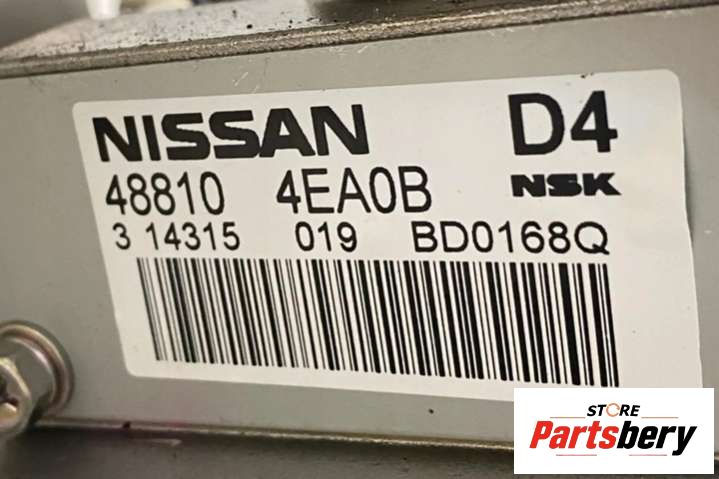 NISSAN D4
48810 4EA0B NSK
3 14315 019 BD0168Q
STORE
Partsbery